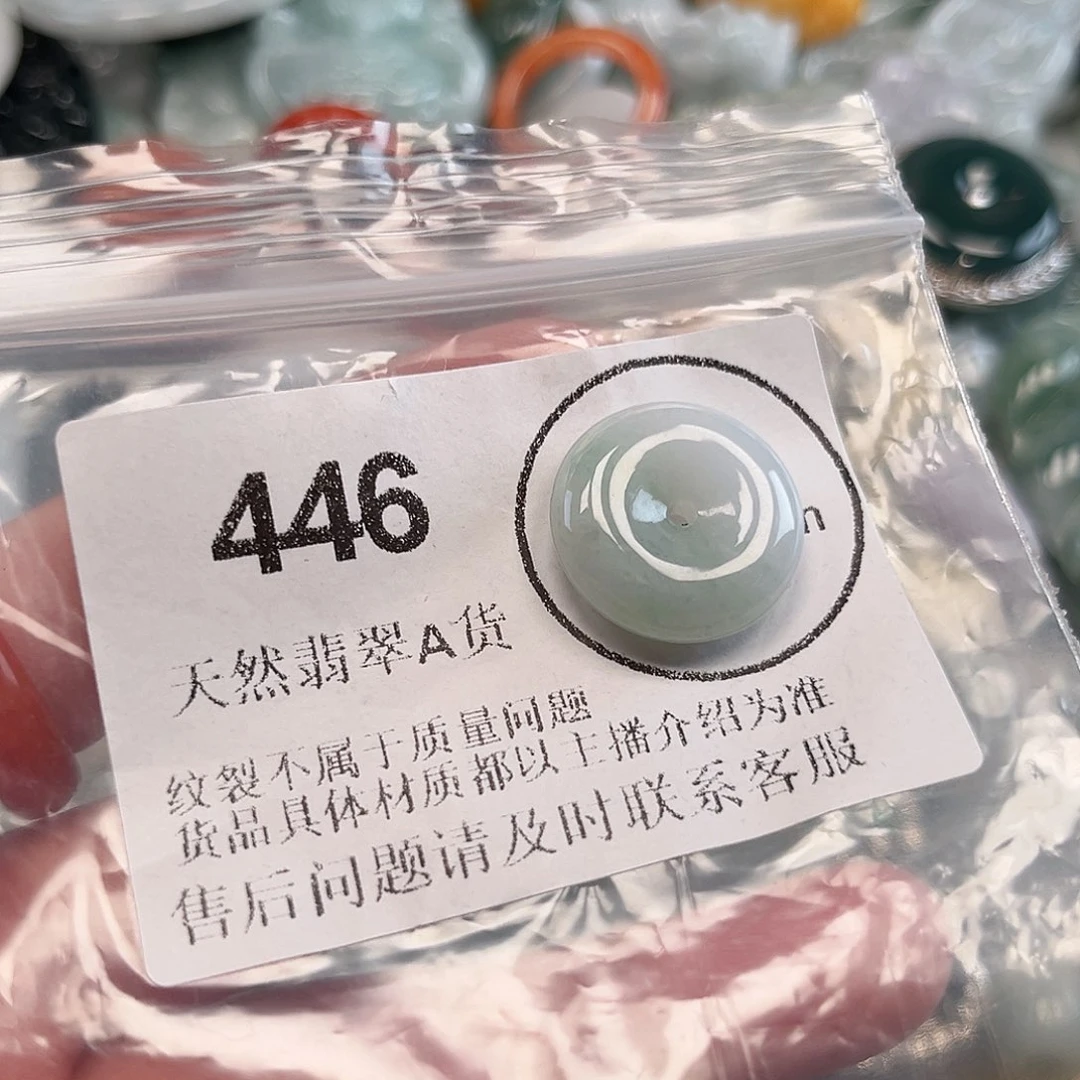 446
天然翡翠A货
纹裂不属于质量问题
货品具体材质都以主播介绍为准
售后问题请及时联系客服